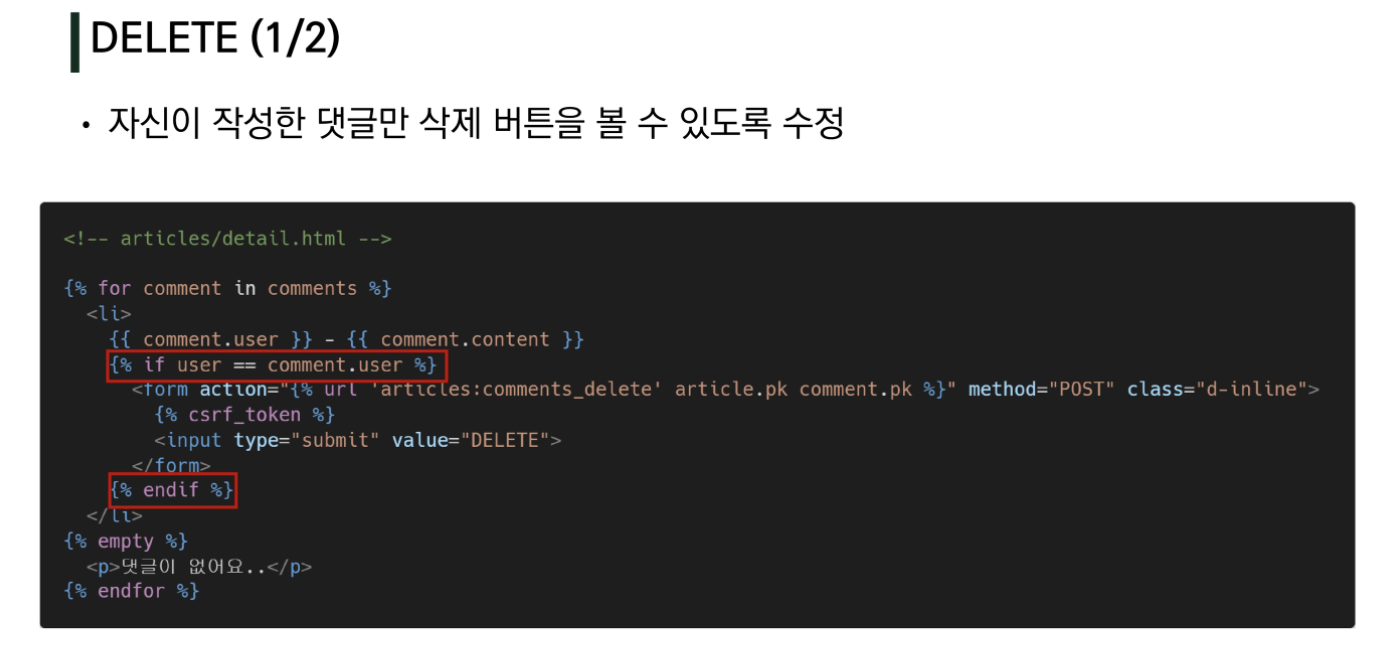 DELETE (1/2)
• 자신이 작성한 댓글만 삭제 버튼을 볼 수 있도록 수정
<!-- articles/detail.html -->
{% for comment in comments %}
<li>
{{ comment.user }} - {{ comment.content }}
{% if user == comment.user %}
<form action="{% url 'articles:comments_delete' article.pk comment.pk %}" method="POST" class="d-inline">
{% csrf_token %}
<input type="submit" value="DELETE">
</form>
{% endif %}
</li>
{% empty %}
<p>댓글이 없어요..</p>
{% endfor %}